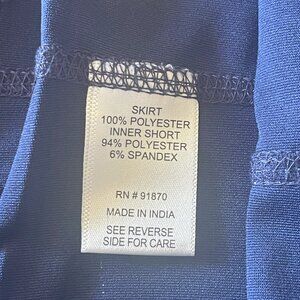 SKIRT
100% POLYESTER
INNER SHORT
94% POLYESTER
6% SPANDEX
RN # 91870
MADE IN INDIA
SEE REVERSE
SIDE FOR CARE